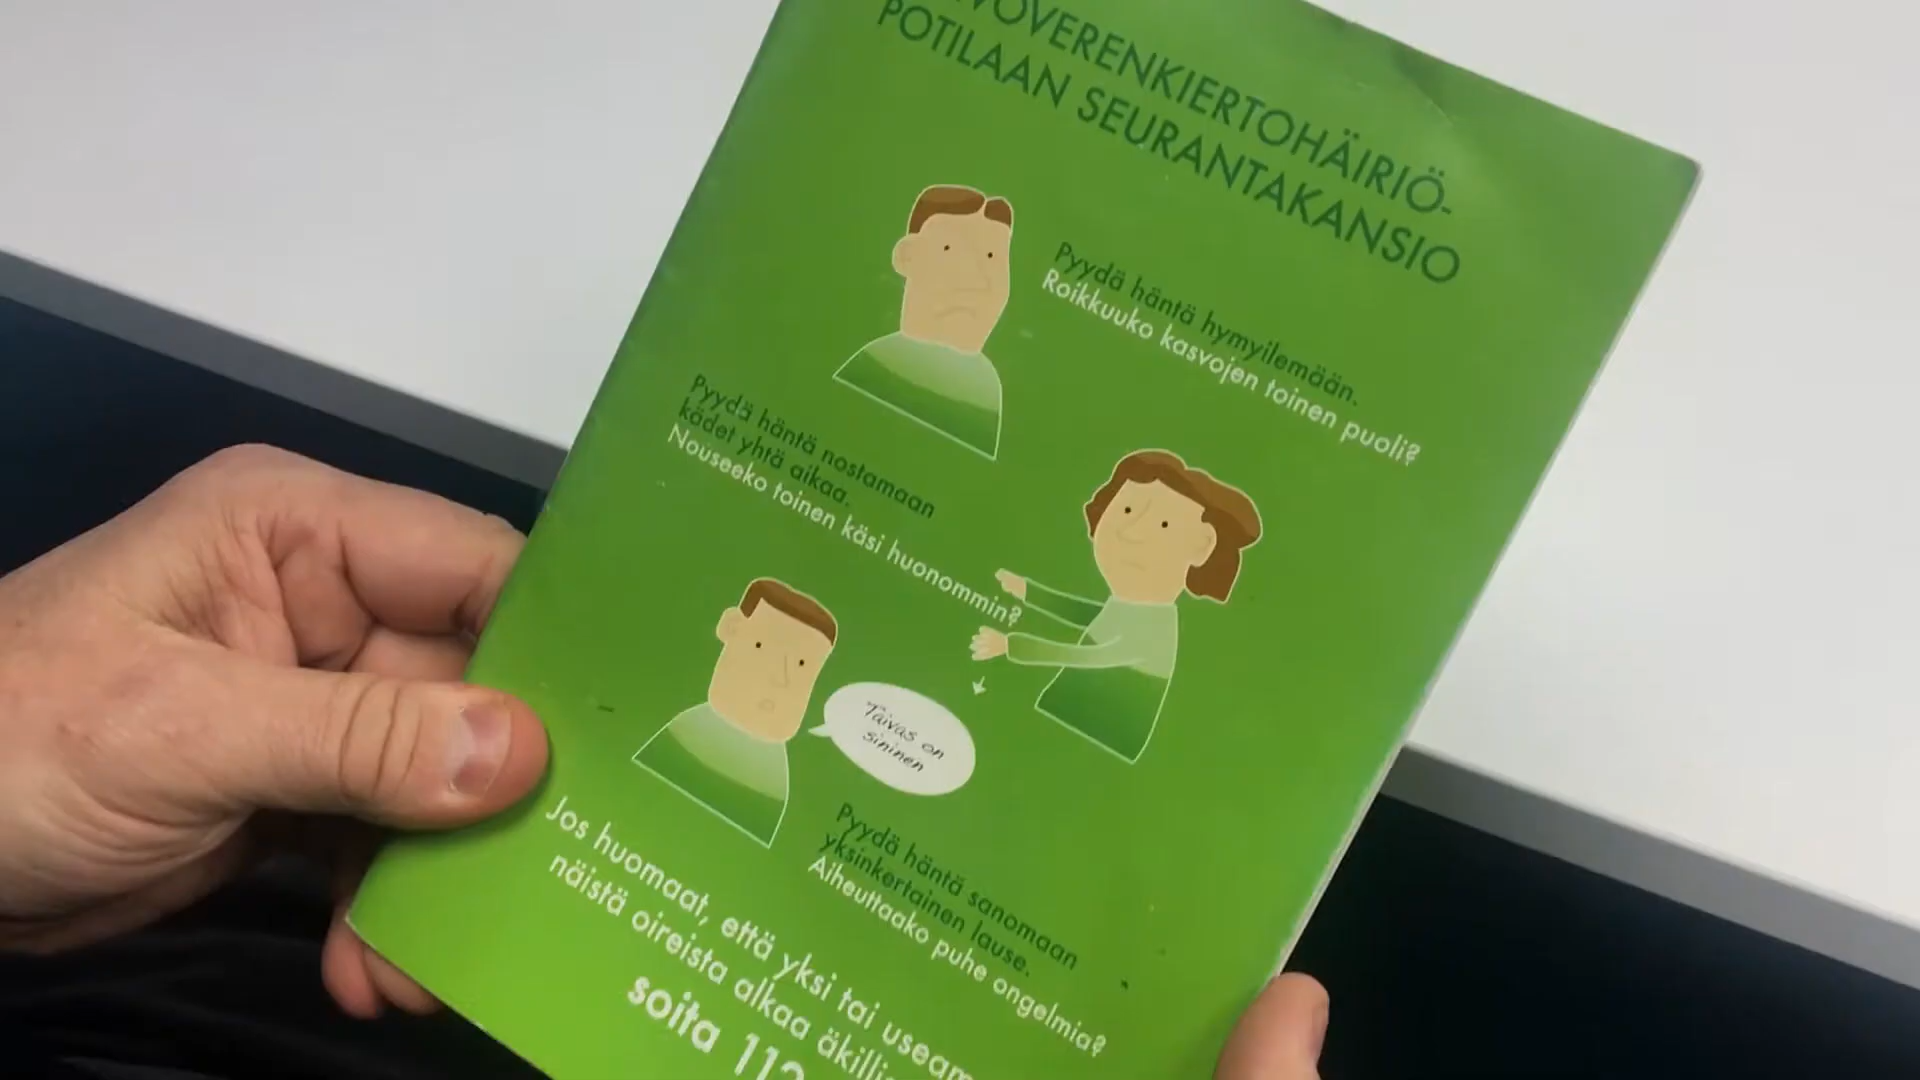 POTILAAN SEURANTAKANSIO
Pyydä häntä hymyilemään.
Roikkuuko kasvojen toinen puoli?
Pyydä häntä nostamaan
kädet yhtä aikaa.
Nouseeko toinen käsi huonommin?
Taivas on
sininen
Pyydä häntä sanomaan
yksinkertainen lause.
Aiheuttaako puhe ongelmia?
Jos huomaat, että yksi tai
näistä oireista alkaa
soita 112